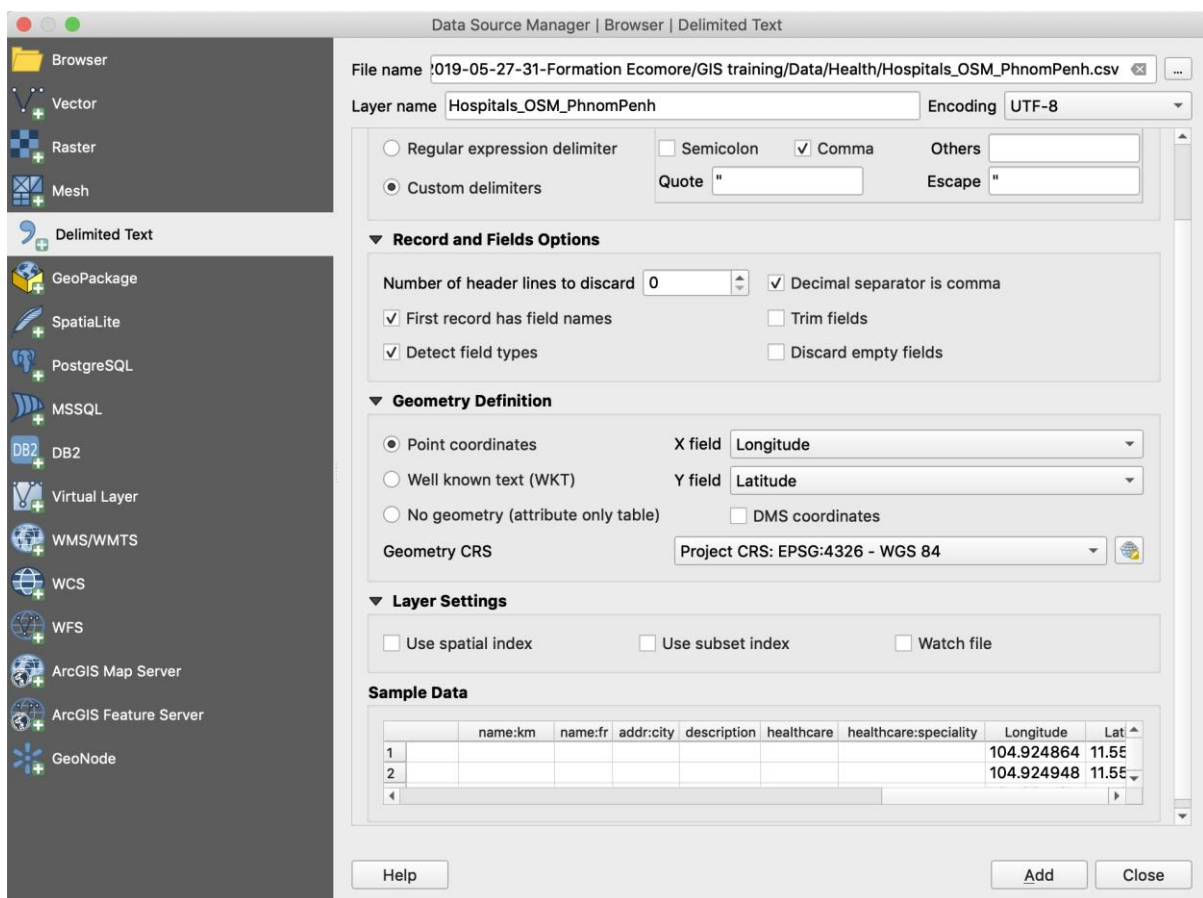 Data Source Manager | Browser | Delimited Text
Browser
Vector
Raster
Mesh
Delimited Text
GeoPackage
SpatiaLite
PostgreSQL
MSSQL
DB2 DB2
Virtual Layer
WMS/WMTS
WCS
WFS
ArcGIS Map Server
ArcGIS Feature Server
GeoNode
File name 2019-05-27-31-Formation Ecomore/GIS training/Data/Health/Hospitals_OSM_PhnomPenh.csv ...
Layer name Hospitals_OSM_PhnomPenh Encoding UTF-8
Regular expression delimiter Semicolon Comma Others
Custom delimiters Quote " Escape "
Record and Fields Options
Number of header lines to discard 0 Decimal separator is comma
First record has field names Trim fields
Detect field types Discard empty fields
Geometry Definition
Point coordinates X field Longitude
Well known text (WKT) Y field Latitude
No geometry (attribute only table) DMS coordinates
Geometry CRS Project CRS: EPSG:4326 - WGS 84
Layer Settings
Use spatial index Use subset index Watch file
Sample Data
name:km name:fr addr:city description healthcare healthcare:speciality Longitude Lat
1 104.924864 11.55
2 104.924948 11.55
Help Add Close